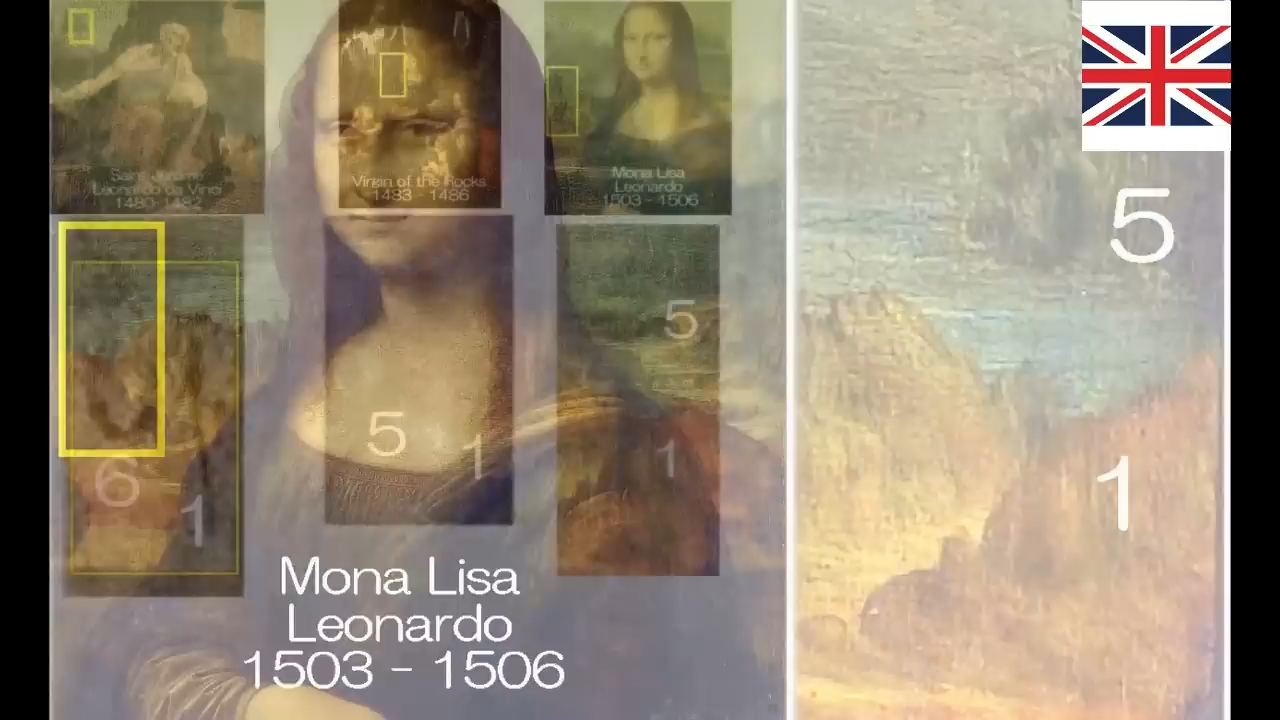 Saint Jerome
Leonardo da Vinci
1480-1482
Virgin of the Rocks
1483 - 1486
Mona Lisa
Leonardo
1503 - 1506
5
5
5
1
1
6
1
1
Mona Lisa
Leonardo
1503 - 1506